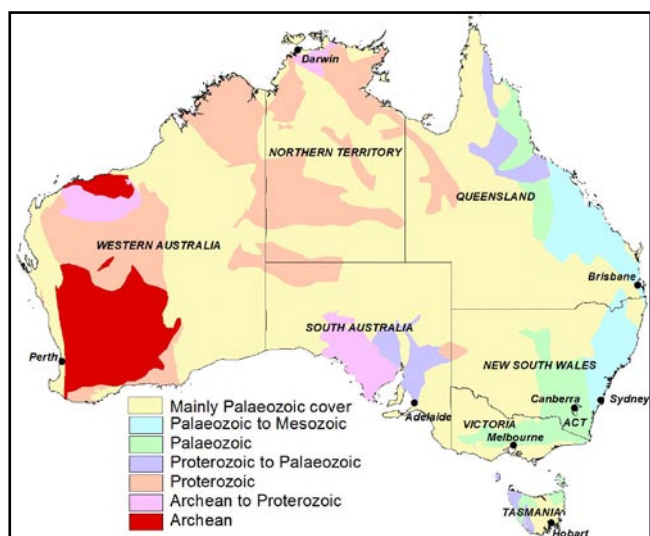 Darwin
NORTHERN TERRITORY
QUEENSLAND
WESTERN AUSTRALIA
Brisbane
SOUTH AUSTRALIA
Perth
NEW SOUTH WALES
Sydney
Canberra
ACT
Adelaide
VICTORIA
Melbourne
TASMANIA
Hobart
Mainly Palaeozoic cover
Palaeozoic to Mesozoic
Palaeozoic
Proterozoic to Palaeozoic
Proterozoic
Archean to Proterozoic
Archean